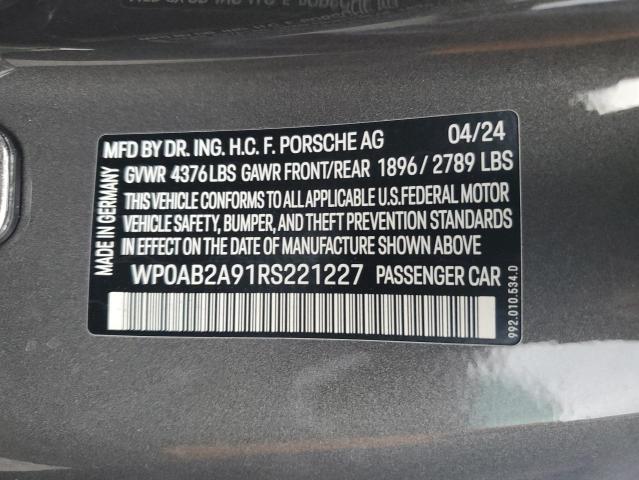 MFD BY DR. ING. H.C. F. PORSCHE AG 04/24
GVWR 4376 LBS GAWR FRONT/REAR 1896 / 2789 LBS
THIS VEHICLE CONFORMS TO ALL APPLICABLE U.S. FEDERAL MOTOR
VEHICLE SAFETY, BUMPER, AND THEFT PREVENTION STANDARDS
IN EFFECT ON THE DATE OF MANUFACTURE SHOWN ABOVE
WP0AB2A91RS221227 PASSENGER CAR
MADE IN GERMANY
992.010.534.0